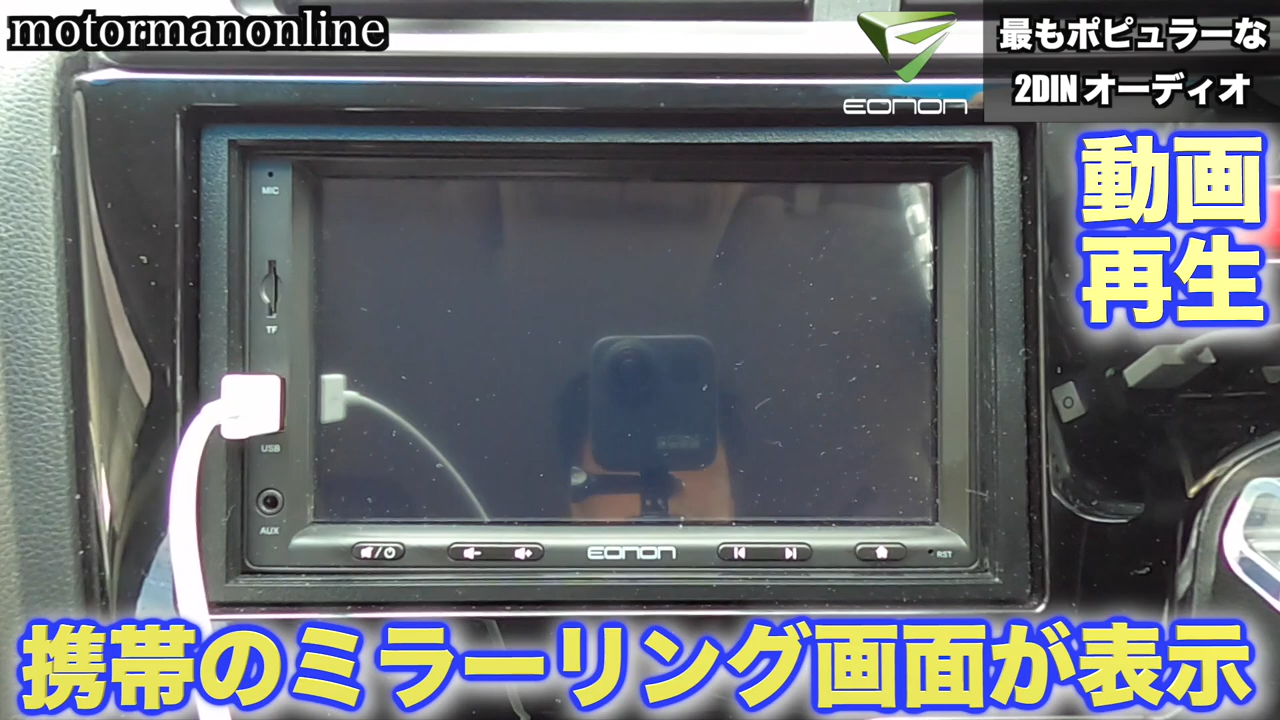 motormanonline
EONON
最もポピュラーな
2DIN オーディオ
動画
再生
MIC
TF
USB
AUX
EONON
RST
携帯のミラーリング画面が表示